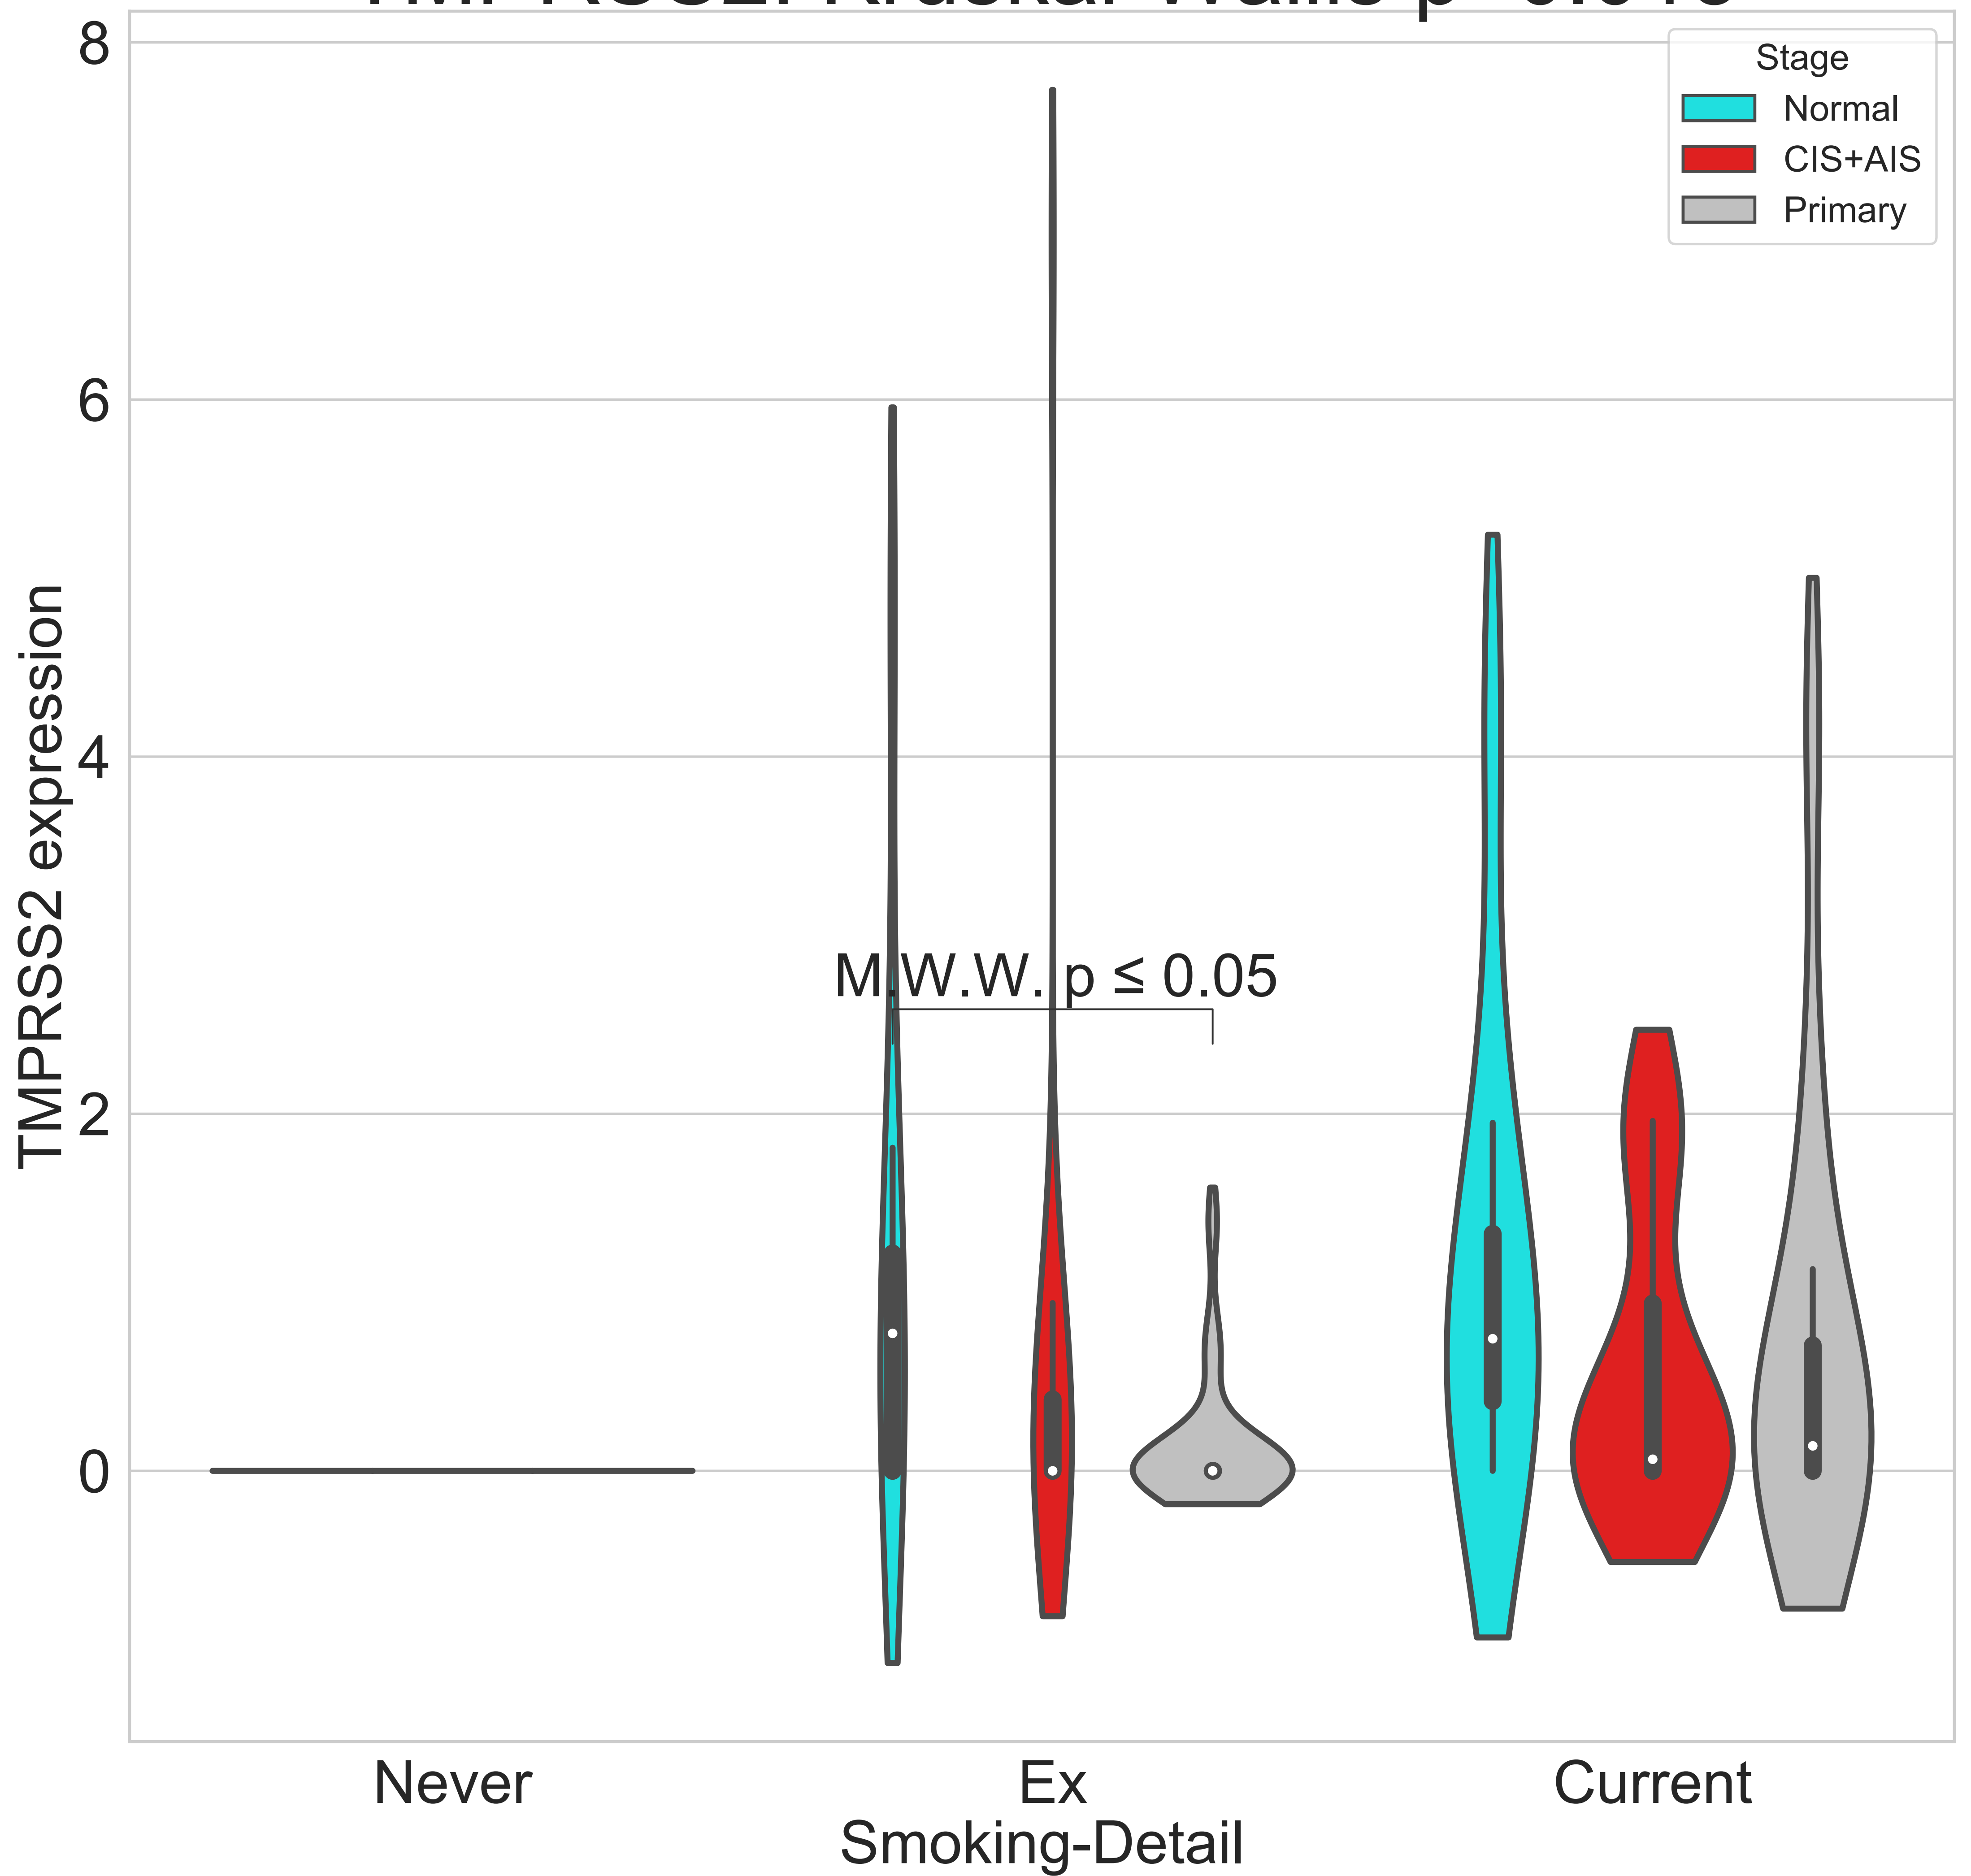 8
6
4
2
0
TMPRSS2 expression
Stage
Normal
CIS+AIS
Primary
M.W.W. p ≤ 0.05
Never
Ex
Current
Smoking-Detail